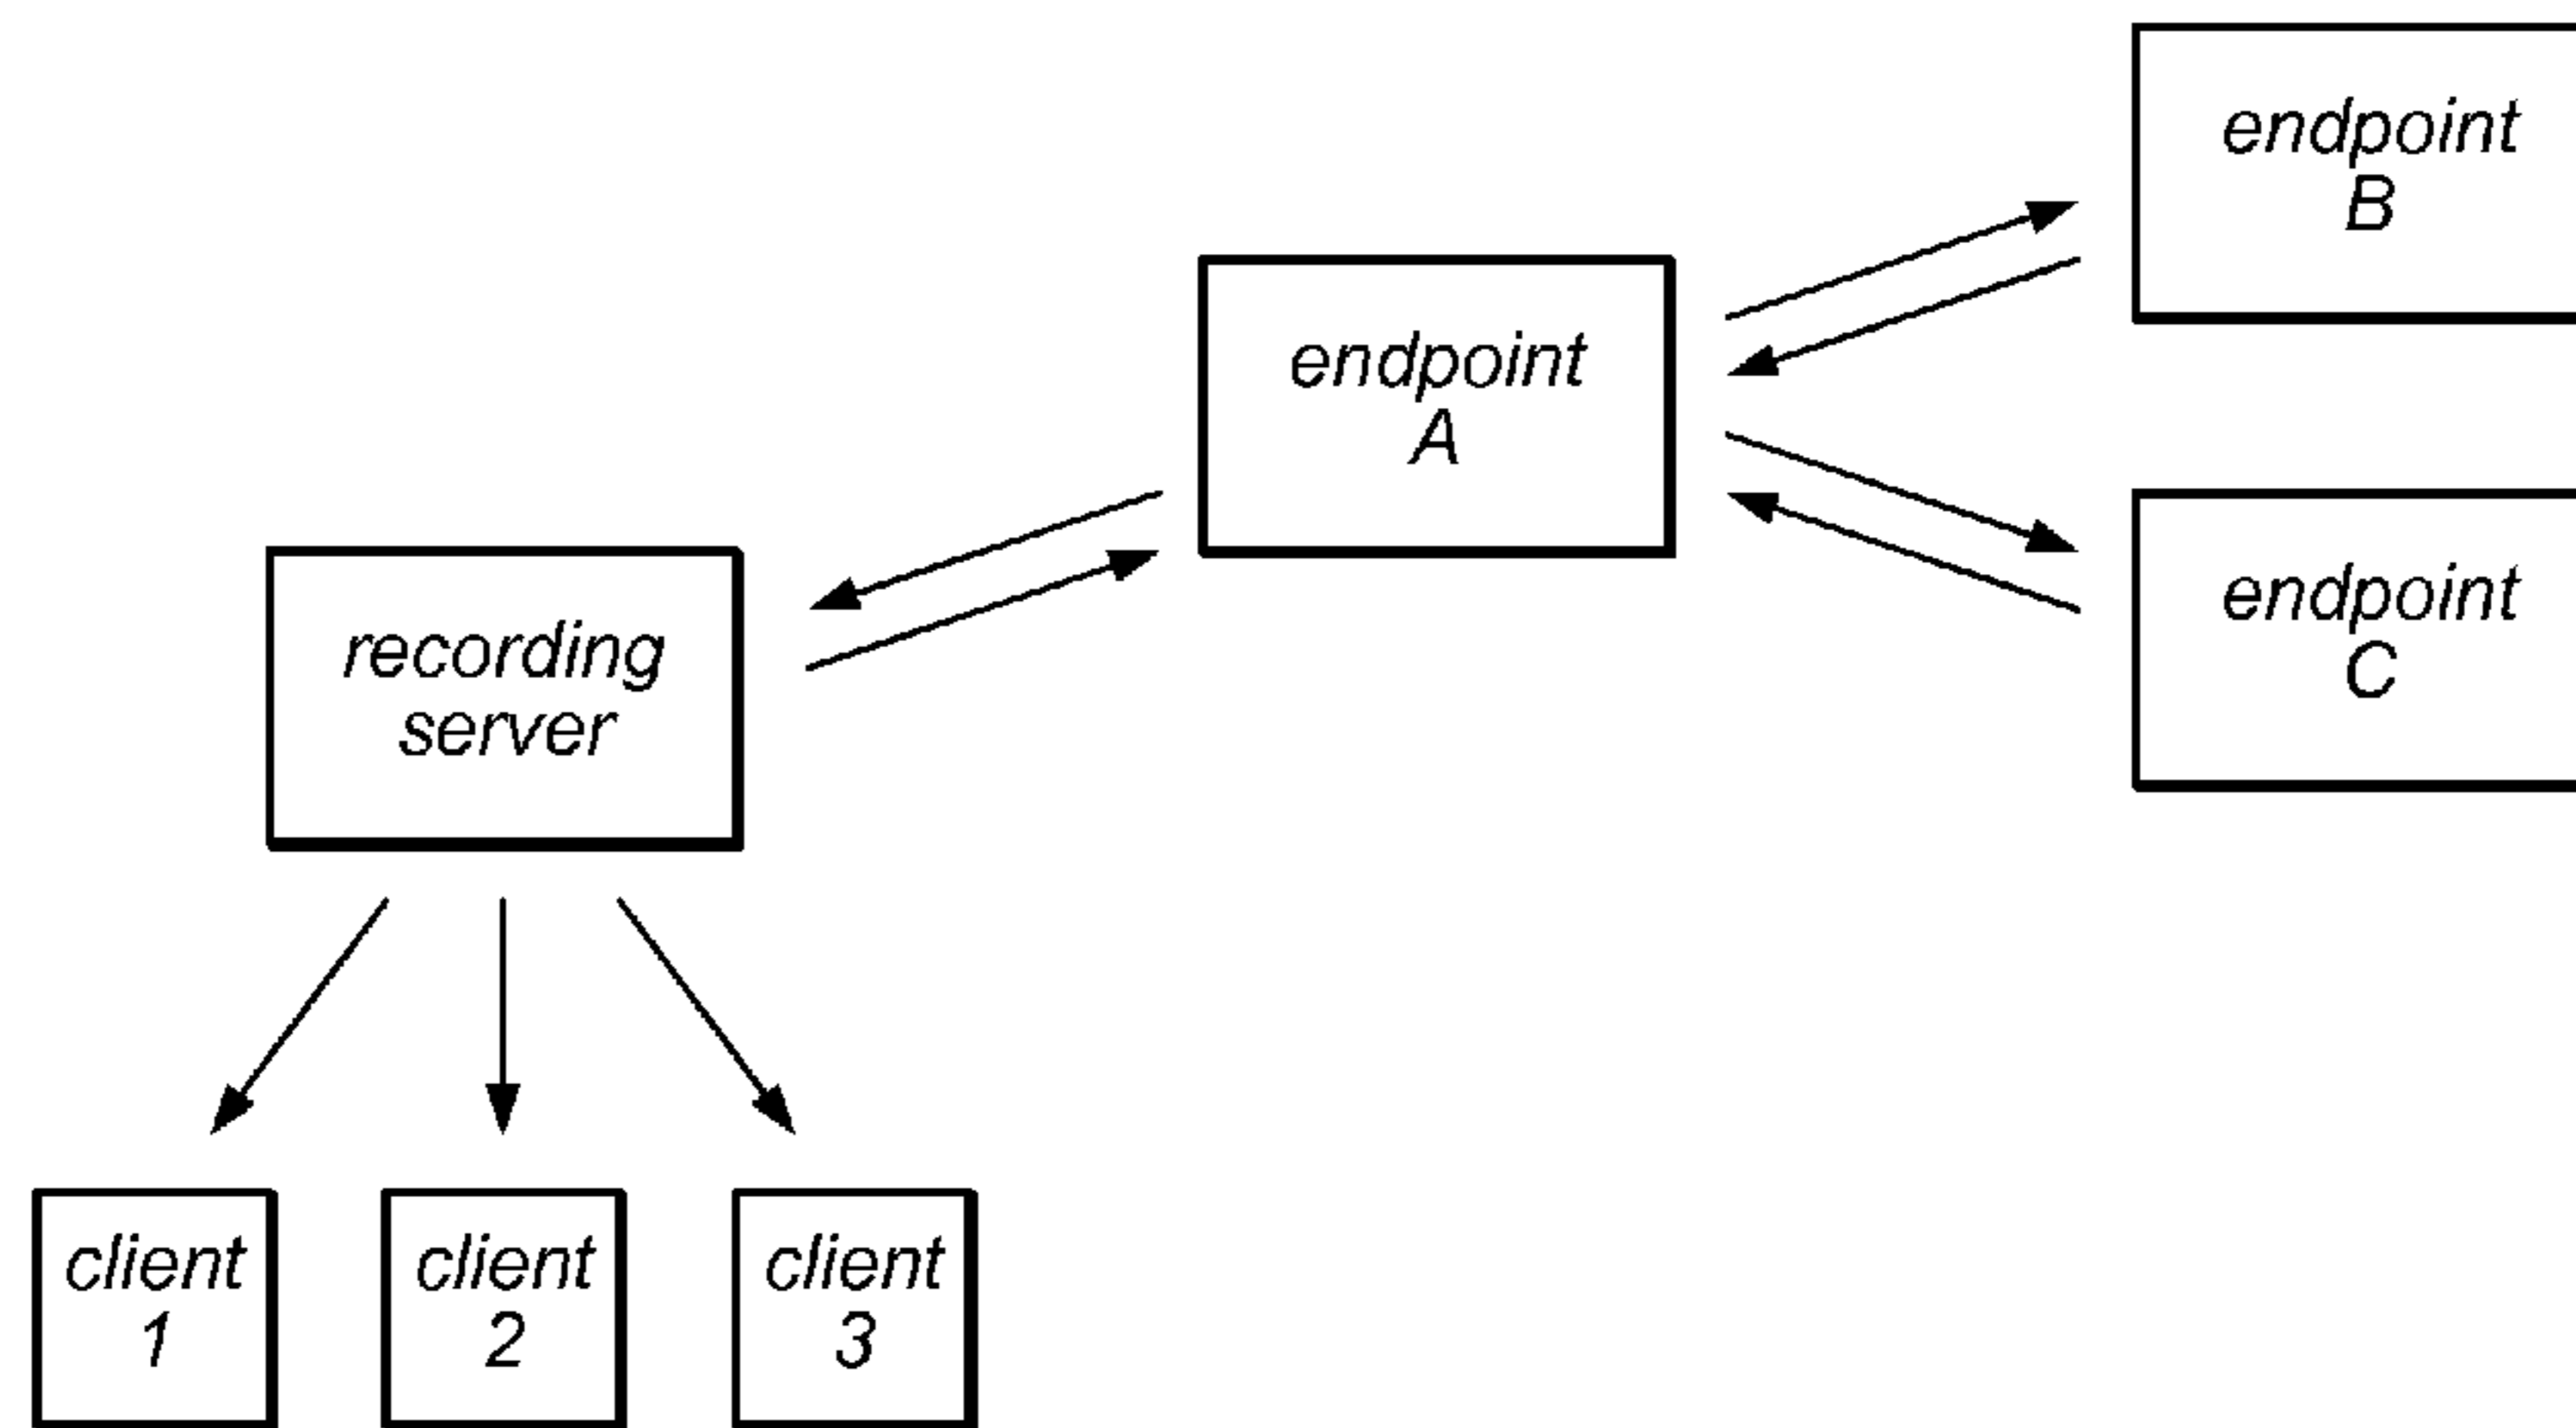 endpoint
B
endpoint
A
endpoint
C
recording
server
client
1
client
2
client
3